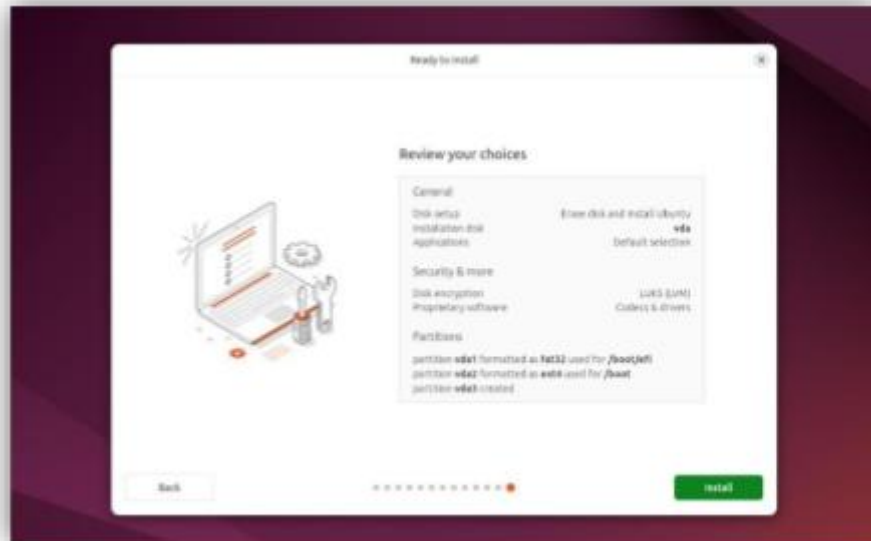 Ready to install
Review your choices
General
Disk setup Erase disk and install Ubuntu
Installation disk vda
Applications Default selection
Security & more
Disk encryption LUKS (LVM)
Proprietary software Codecs & drivers
Partitions
partition vda1 formatted as fat32 used for /boot/efi
partition vda2 formatted as ext4 used for /boot
partition vda3 created
Back
Install